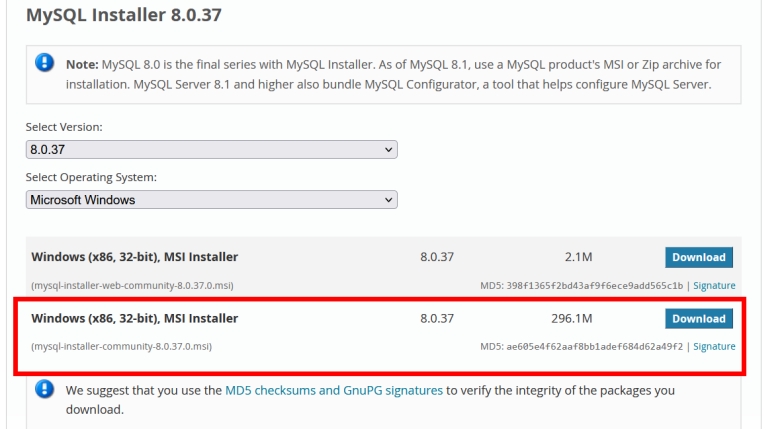 MySQL Installer 8.0.37
Note: MySQL 8.0 is the final series with MySQL Installer. As of MySQL 8.1, use a MySQL product's MSI or Zip archive for
installation. MySQL Server 8.1 and higher also bundle MySQL Configurator, a tool that helps configure MySQL Server.
Select Version:
8.0.37
Select Operating System:
Microsoft Windows
Windows (x86, 32-bit), MSI Installer 8.0.37 2.1M Download
(mysql-installer-web-community-8.0.37.0.msi) MD5: 398f1365f2bd43af9f6ece9add565c1b | Signature
Windows (x86, 32-bit), MSI Installer 8.0.37 296.1M Download
(mysql-installer-community-8.0.37.0.msi) MD5: ae605e4f62aaf8bb1adef684d62a49f2 | Signature
We suggest that you use the MD5 checksums and GnuPG signatures to verify the integrity of the packages you
download.